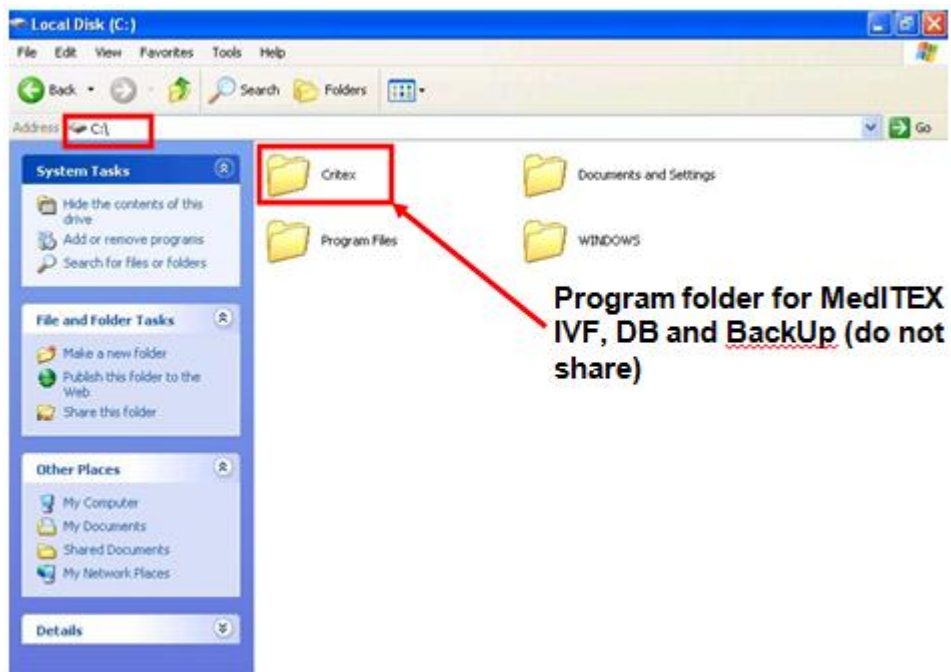 Local Disk (C:)
File Edit View Favorites Tools Help
Back Search Folders
Address C:\ Go
System Tasks
Hide the contents of this
drive
Add or remove programs
Search for files or folders
File and Folder Tasks
Make a new folder
Publish this folder to the
Web
Share this folder
Other Places
My Computer
My Documents
Shared Documents
My Network Places
Details
Critex
Documents and Settings
Program Files
WINDOWS
Program folder for MedITEX
IVF, DB and BackUp (do not
share)